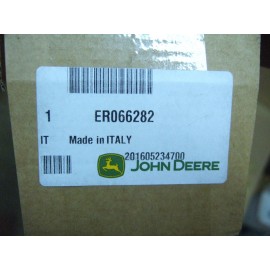 1 ER066282
IT Made in ITALY
201605234700
JOHN DEERE